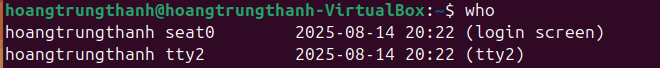 hoangtrungthanh@hoangtrungthanh-VirtualBox:~$ who
hoangtrungthanh seat0        2025-08-14 20:22 (login screen)
hoangtrungthanh tty2         2025-08-14 20:22 (tty2)